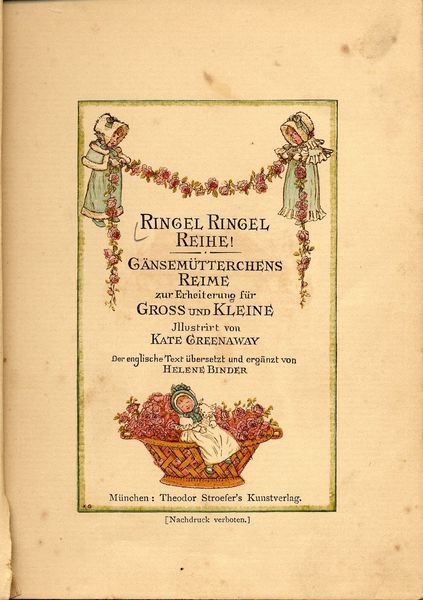 RINGEL RINGEL
REIHE!
GÄNSEMÜTTERCHENS
REIME
zur Erheiterung für
GROSS UND KLEINE
Jllustrirt von
KATE GREENAWAY
Der englische Text übersetzt und ergänzt von
HELENE BINDER
K G
München: Theodor Stroefer's Kunstverlag.
[Nachdruck verboten.]